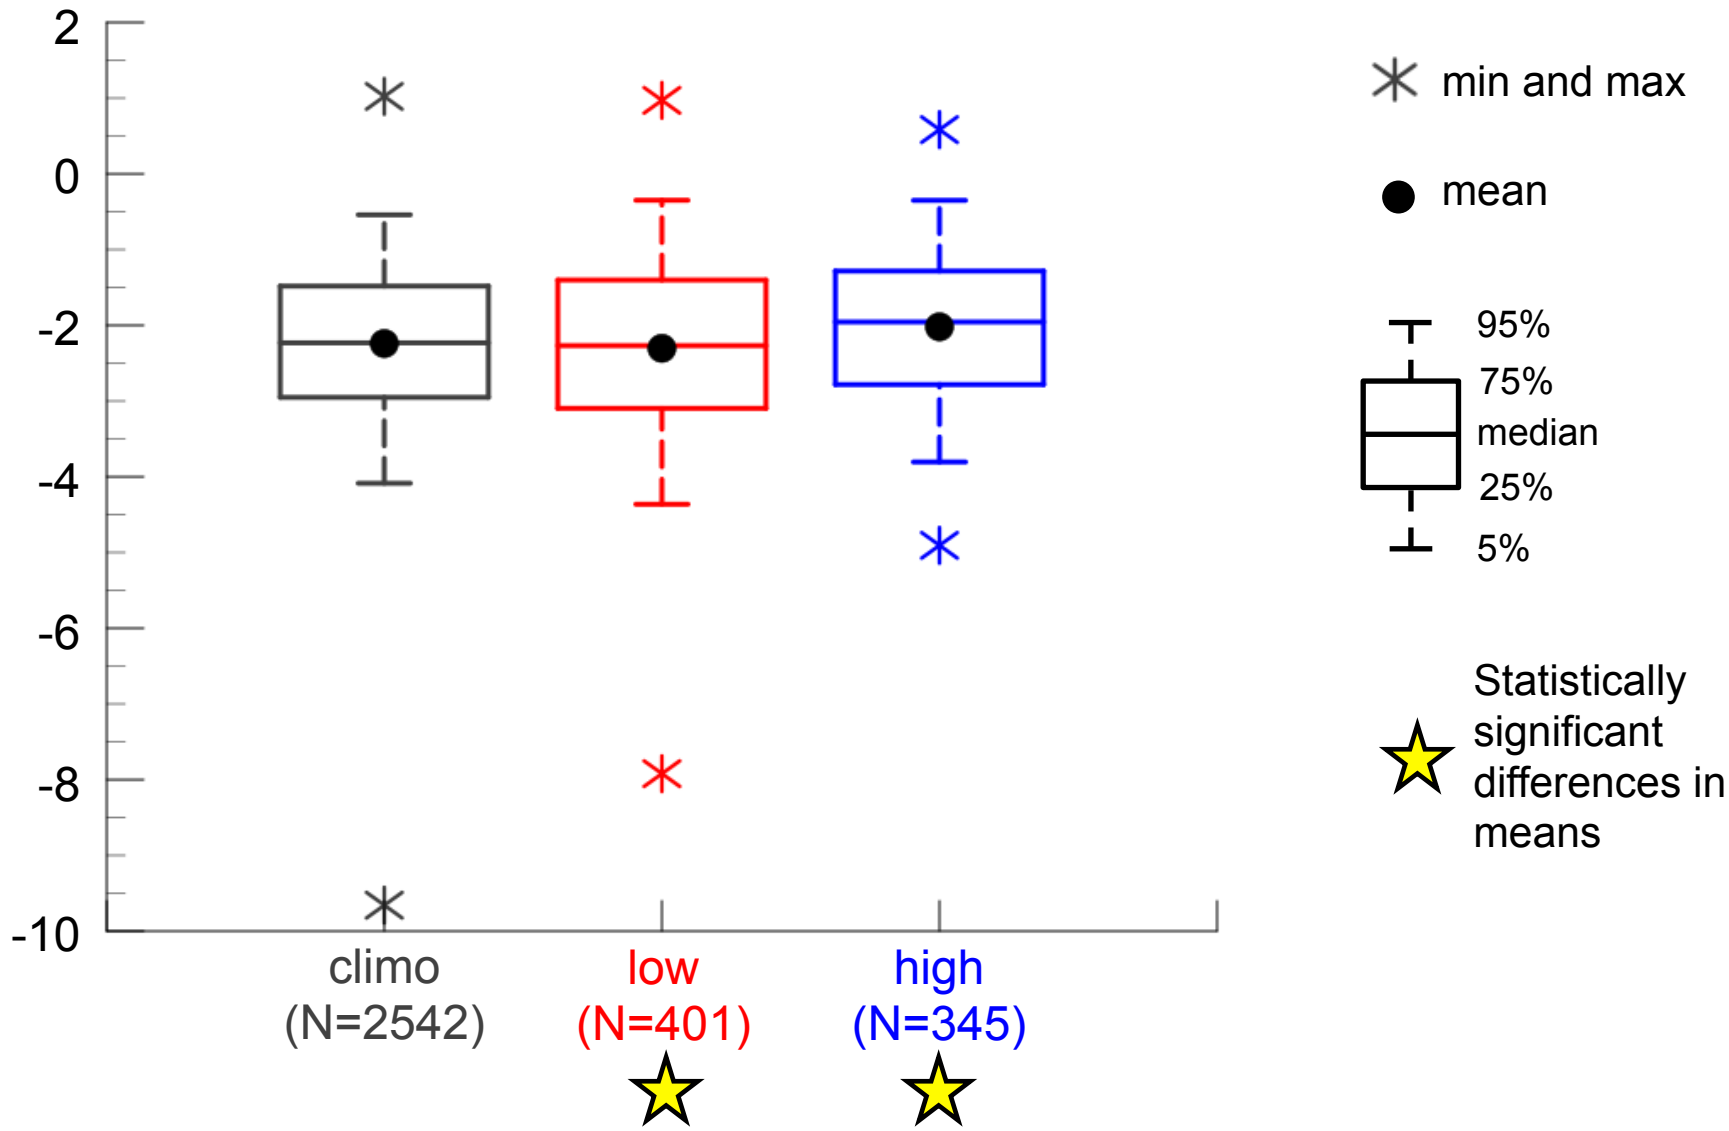 2
0
-2
-4
-6
-8
-10
climo
(N=2542)
low
(N=401)
high
(N=345)
min and max
mean
95%
75%
median
25%
5%
Statistically
significant
differences in
means